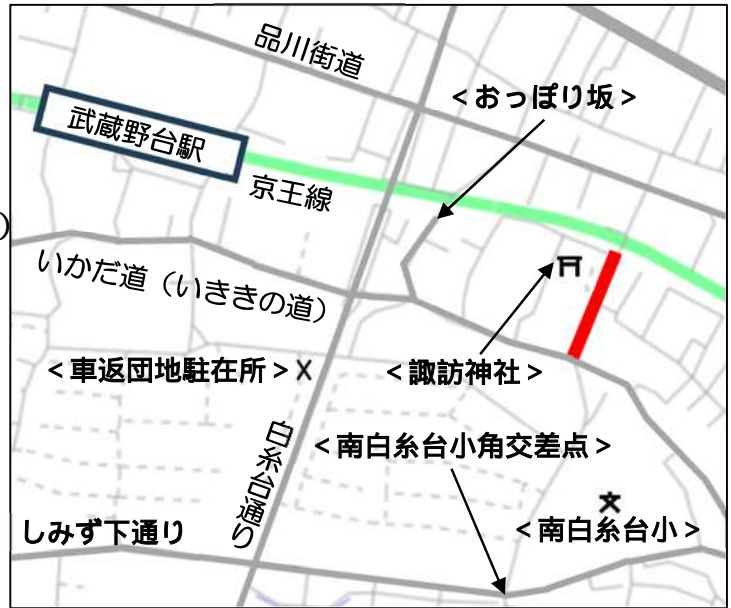 品川街道
<おっぽり坂>
武蔵野台駅
京王線
)
いかだ道(いききの道)
<車返団地駐在所>
<諏訪神社>
白糸台通り
<南白糸台小角交差点>
<南白糸台小>
しみず下通り